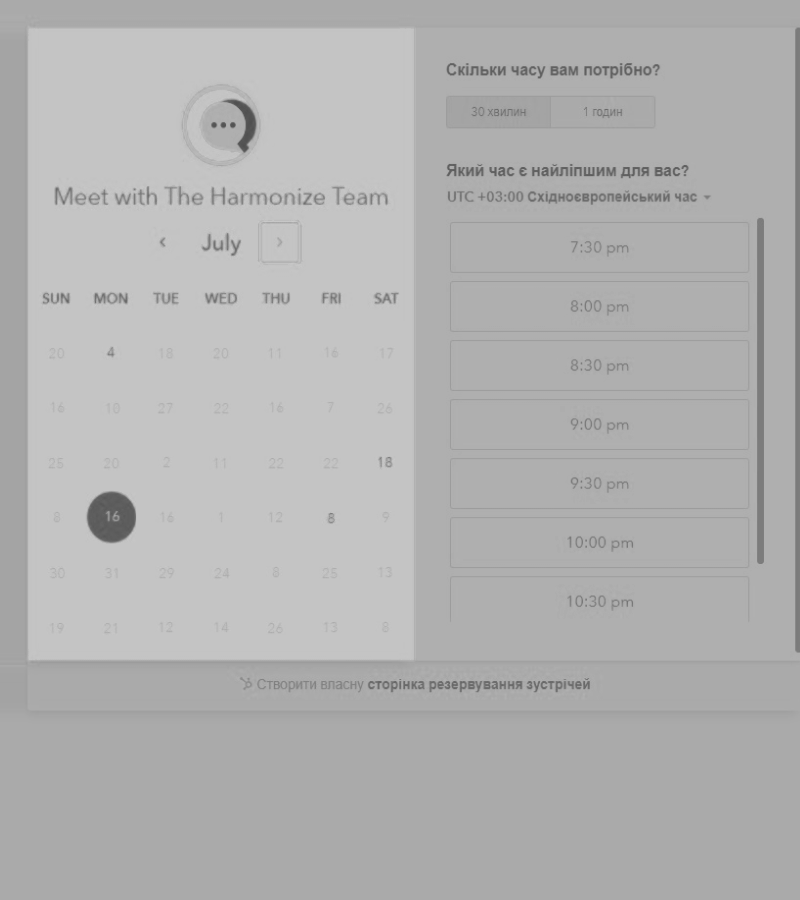 Meet with The Harmonize Team
July
SUN MON TUE WED THU FRI SAT
20 4 18 20 11 16 17
16 10 27 22 16 7 26
25 20 2 11 22 22 18
8 16 16 1 12 8 9
30 31 29 24 8 25 13
19 21 12 14 26 13 8
Скільки часу вам потрібно?
30 хвилин 1 годин
Який час є найліпшим для вас?
UTC +03:00 Східноєвропейський час
7:30 pm
8:00 pm
8:30 pm
9:00 pm
9:30 pm
10:00 pm
10:30 pm
Створити власну сторінка резервування зустрічей